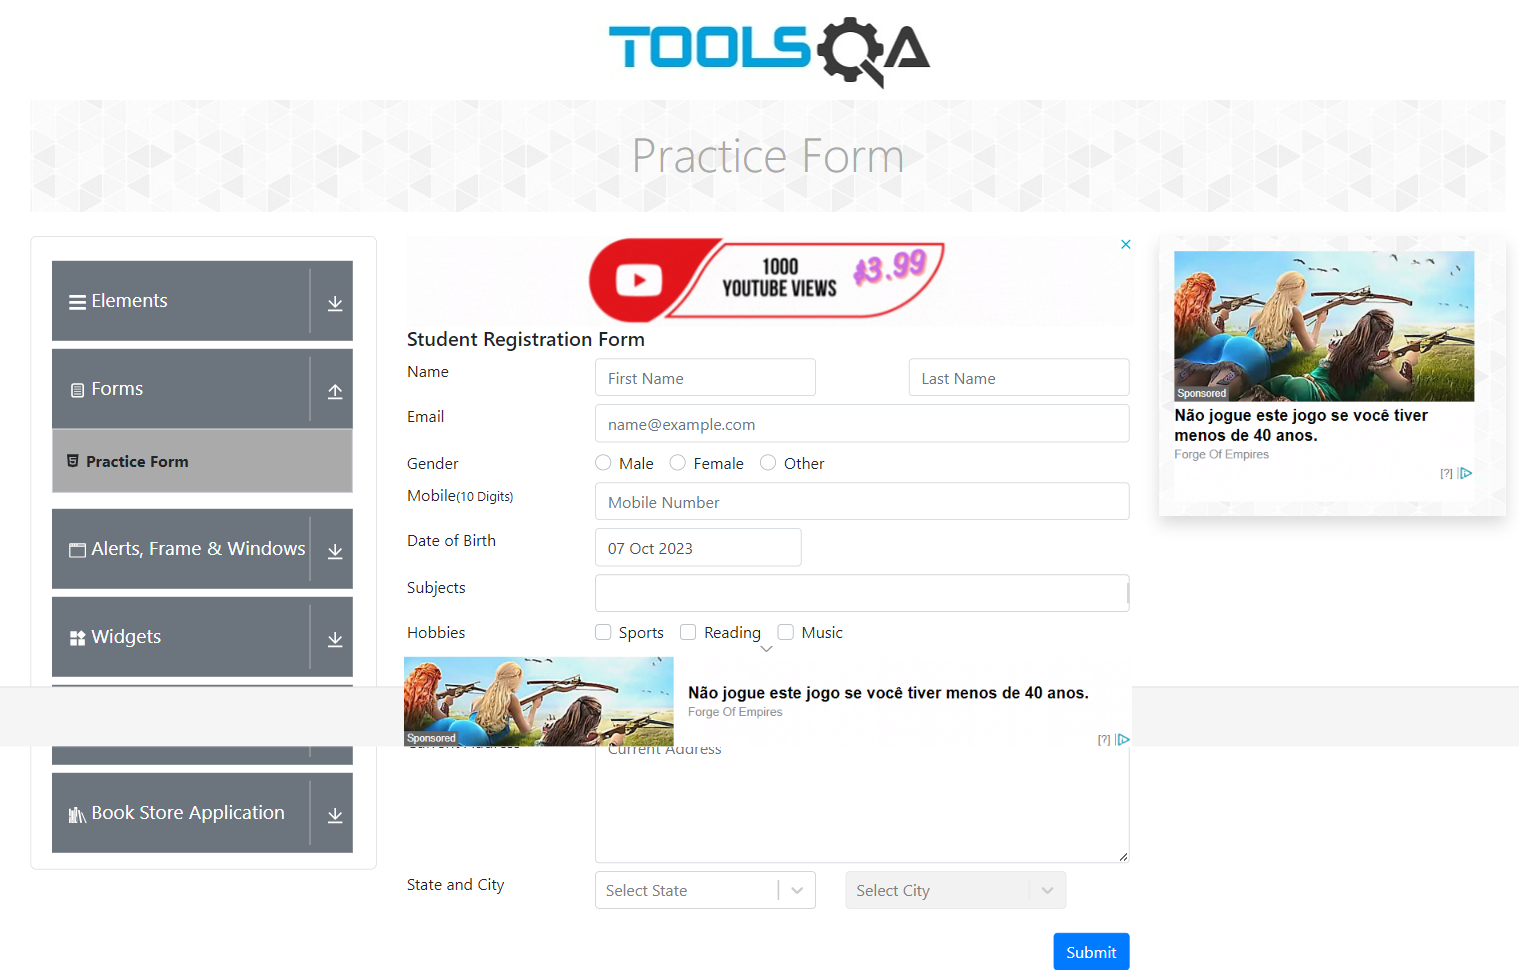 TOOLSQA
Practice Form
Elements
Forms
Practice Form
Alerts, Frame & Windows
Widgets
Book Store Application
1000
YOUTUBE VIEWS
$3.99
Student Registration Form
Name
First Name
Last Name
Email
name@example.com
Gender
Male
Female
Other
Mobile(10 Digits)
Mobile Number
Date of Birth
07 Oct 2023
Subjects
Hobbies
Sports
Reading
Music
Sponsored
Não jogue este jogo se você tiver menos de 40 anos.
Forge Of Empires
[?]
Current Address
Current Address
State and City
Select State
Select City
Submit
Sponsored
Não jogue este jogo se você tiver
menos de 40 anos.
Forge Of Empires
[?]